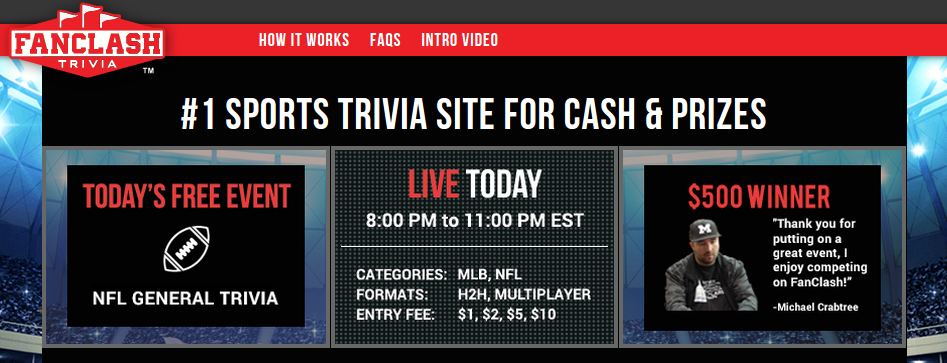 FANCLASH
TRIVIA
TM
HOW IT WORKS FAQS INTRO VIDEO
#1 SPORTS TRIVIA SITE FOR CASH & PRIZES
TODAY'S FREE EVENT
NFL GENERAL TRIVIA
LIVE TODAY
8:00 PM to 11:00 PM EST
CATEGORIES: MLB, NFL
FORMATS: H2H, MULTIPLAYER
ENTRY FEE: $1, $2, $5, $10
$500 WINNER
M
"Thank you for
putting on a
great event, I
enjoy competing
on FanClash!"
-Michael Crabtree